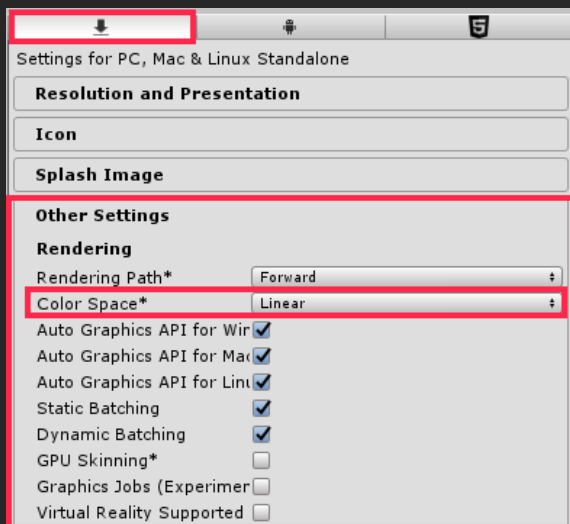 Settings for PC, Mac & Linux Standalone
Resolution and Presentation
Icon
Splash Image
Other Settings
Rendering
Rendering Path* Forward
Color Space* Linear
Auto Graphics API for Win
Auto Graphics API for Mac
Auto Graphics API for Linu
Static Batching
Dynamic Batching
GPU Skinning*
Graphics Jobs (Experimer
Virtual Reality Supported